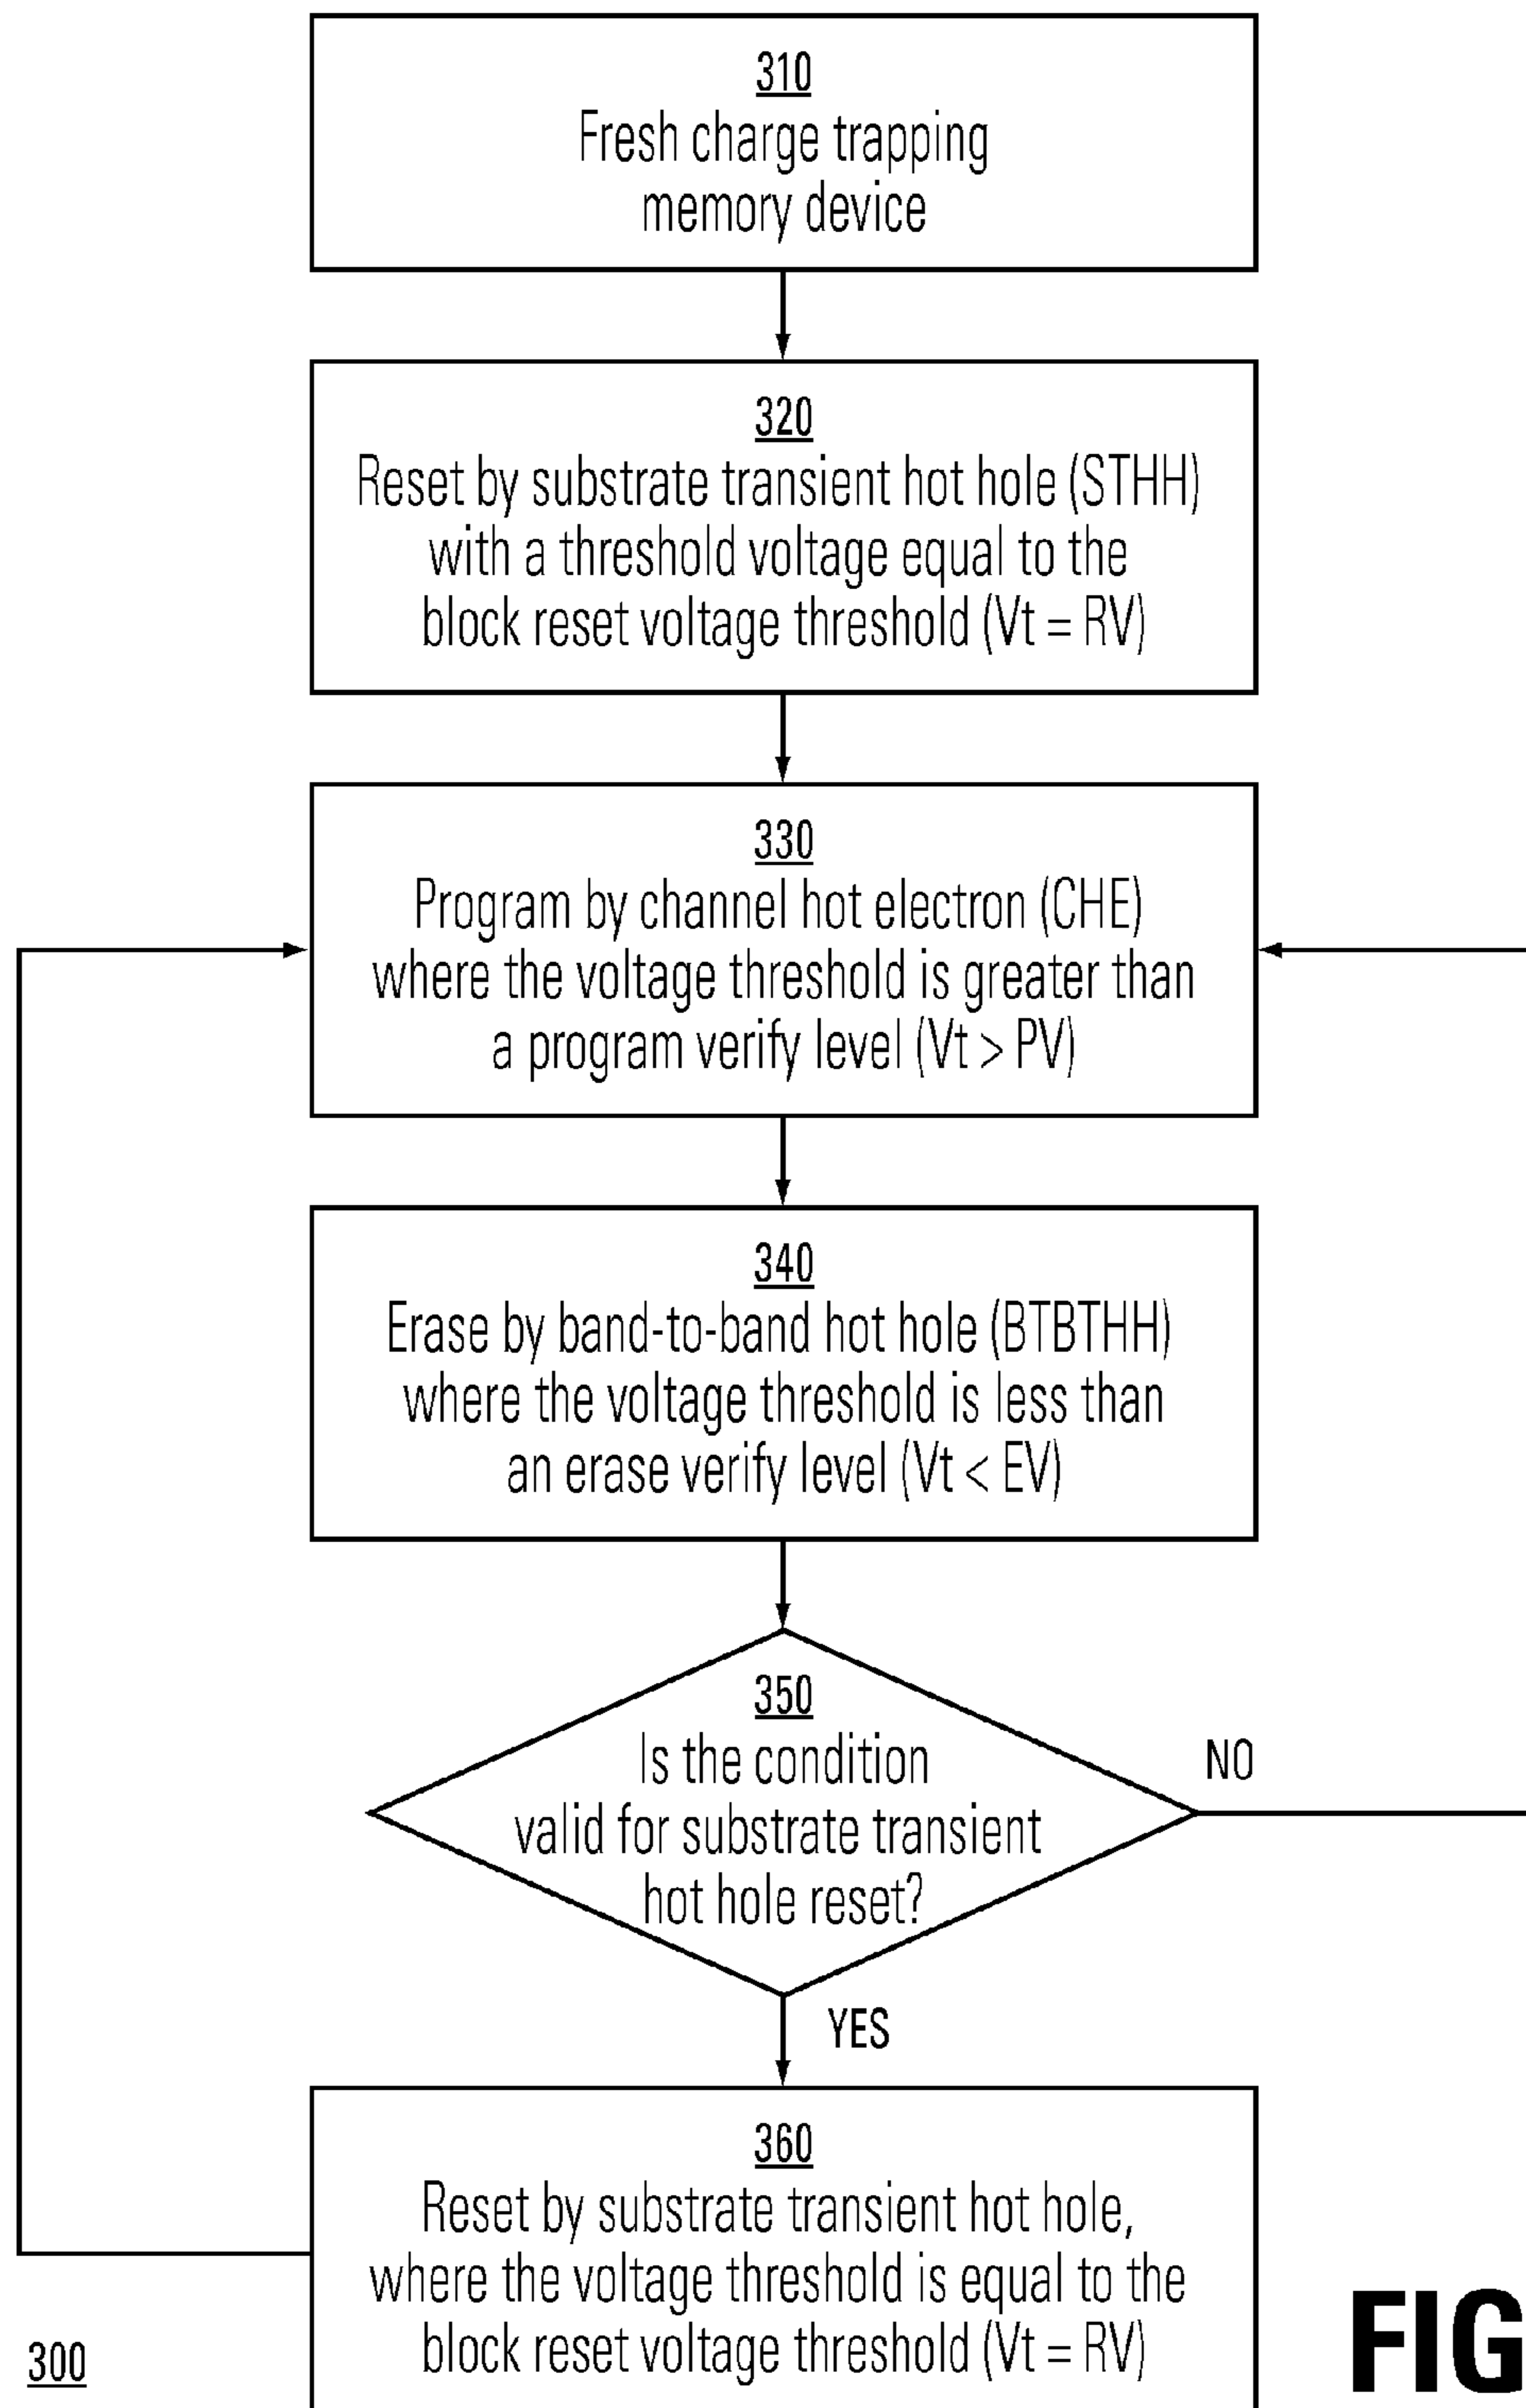 310
Fresh charge trapping
memory device
320
Reset by substrate transient hot hole (STHH)
with a threshold voltage equal to the
block reset voltage threshold (Vt = RV)
330
Program by channel hot electron (CHE)
where the voltage threshold is greater than
a program verify level (Vt > PV)
340
Erase by band-to-band hot hole (BTBTHH)
where the voltage threshold is less than
an erase verify level (Vt < EV)
350
Is the condition
valid for substrate transient
hot hole reset?
NO
YES
360
Reset by substrate transient hot hole,
where the voltage threshold is equal to the
block reset voltage threshold (Vt = RV)
300
FIG